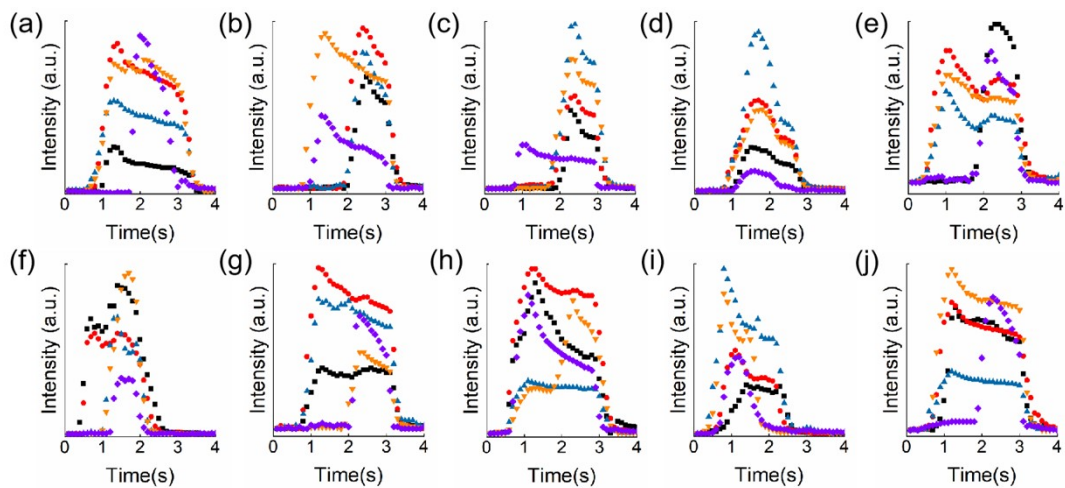 (a) (b) (c) (d) (e)
Intensity (a.u.) Intensity (a.u.) Intensity (a.u.) Intensity (a.u.) Intensity (a.u.)
0 1 2 3 4 0 1 2 3 4 0 1 2 3 4 0 1 2 3 4 0 1 2 3 4
Time(s) Time(s) Time(s) Time(s) Time(s)
(f) (g) (h) (i) (j)
Intensity (a.u.) Intensity (a.u.) Intensity (a.u.) Intensity (a.u.) Intensity (a.u.)
0 1 2 3 4 0 1 2 3 4 0 1 2 3 4 0 1 2 3 4 0 1 2 3 4
Time(s) Time(s) Time(s) Time(s) Time(s)